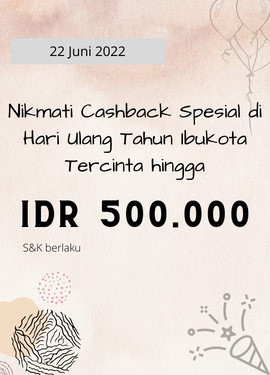 22 Juni 2022
Nikmati Cashback Spesial di
Hari Ulang Tahun Ibukota
Tercinta hingga
IDR 500.000
S&K berlaku